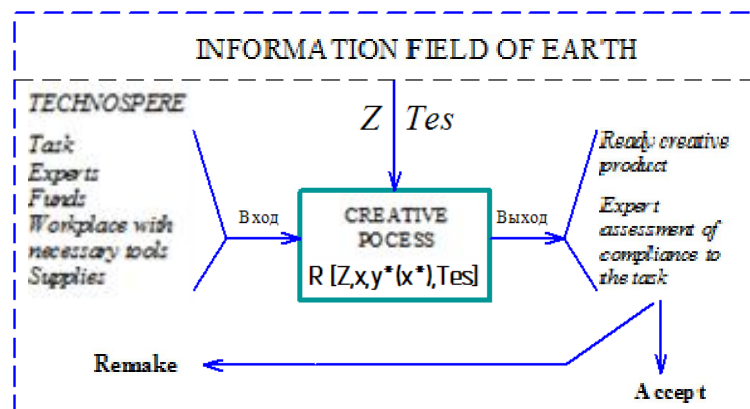 INFORMATION FIELD OF EARTH
TECHNOSPERE
Task
Experts
Funds
Workplace with
necessary tools
Supplies
Z Tes
Вход
CREATIVE
POCESS
R [Z,x,y*(x*),Tes]
Выход
Ready creative
product
Expert
assessment of
compliance to
the task
Remake
Accept